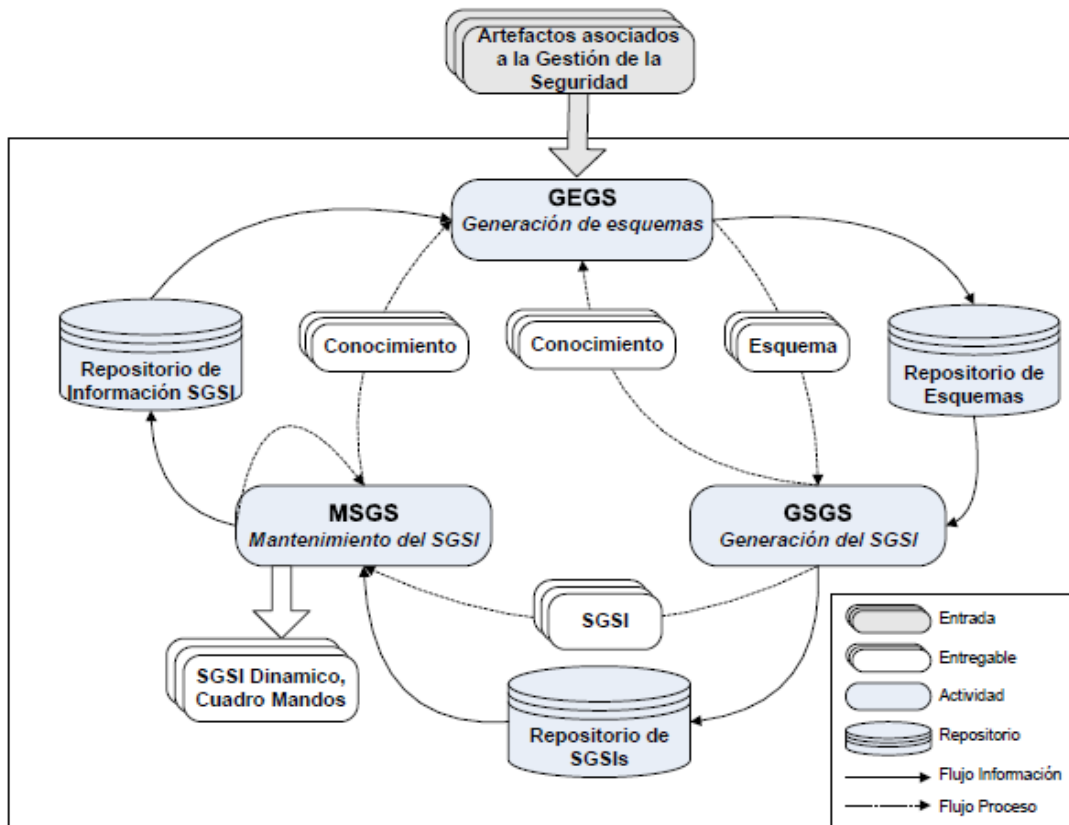 Artefactos asociados
a la Gestión de la
Seguridad
GEGS
Generación de esquemas
Conocimiento
Conocimiento
Esquema
Repositorio de
Información SGSI
Repositorio de
Esquemas
MSGS
Mantenimiento del SGSI
GSGS
Generación del SGSI
SGSI
SGSI Dinamico,
Cuadro Mandos
Repositorio de
SGSIs
Entrada
Entregable
Actividad
Repositorio
Flujo Información
Flujo Proceso